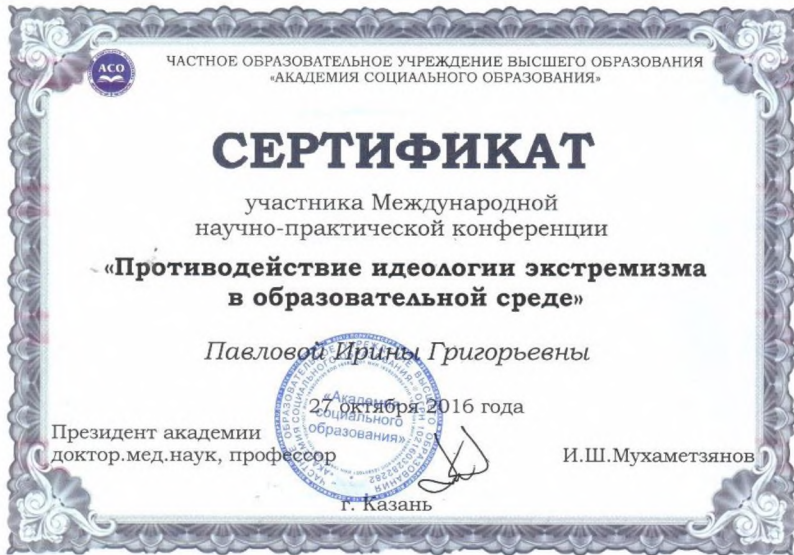 АСО
ЧАСТНОЕ ОБРАЗОВАТЕЛЬНОЕ УЧРЕЖДЕНИЕ ВЫСШЕГО ОБРАЗОВАНИЯ
«АКАДЕМИЯ СОЦИАЛЬНОГО ОБРАЗОВАНИЯ»
СЕРТИФИКАТ
участника Международной
научно-практической конференции
«Противодействие идеологии экстремизма
в образовательной среде»
Павловой Ирины Григорьевны
27 октября 2016 года
«Академия
социального
образования»
Президент академии
доктор.мед.наук, профессор
И.Ш.Мухаметзянов
г. Казань